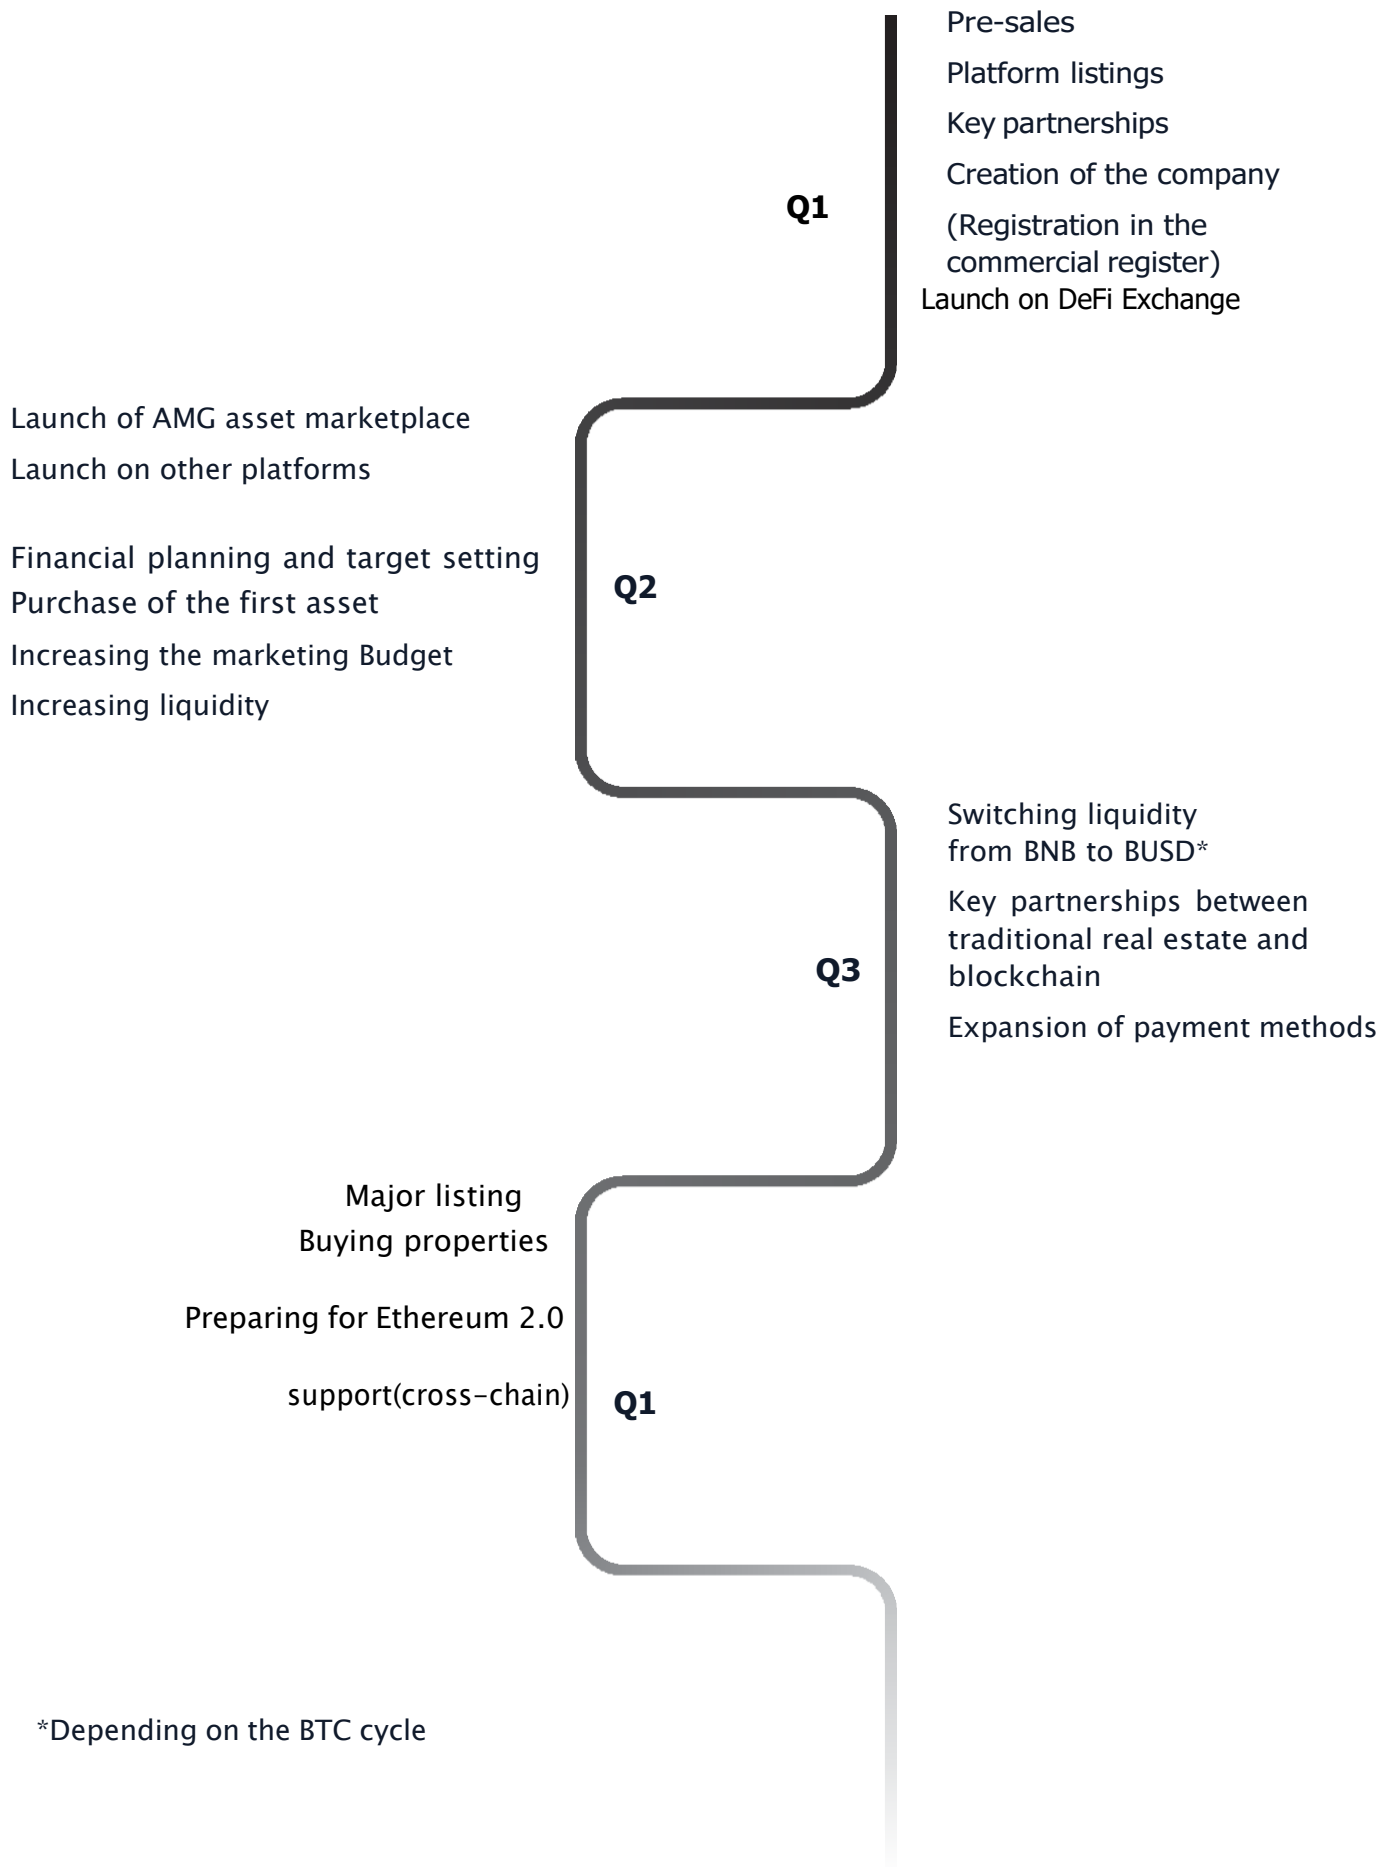 Pre-sales
Platform listings
Key partnerships
Creation of the company
Q1
(Registration in the
commercial register)
Launch on DeFi Exchange
Launch of AMG asset marketplace
Launch on other platforms
Financial planning and target setting
Q2
Purchase of the first asset
Increasing the marketing Budget
Increasing liquidity
Switching liquidity
from BNB to BUSD*
Key partnerships between
traditional real estate and
blockchain
Q3
Expansion of payment methods
Major listing
Buying properties
Preparing for Ethereum 2.0
support(cross-chain)
Q1
*Depending on the BTC cycle